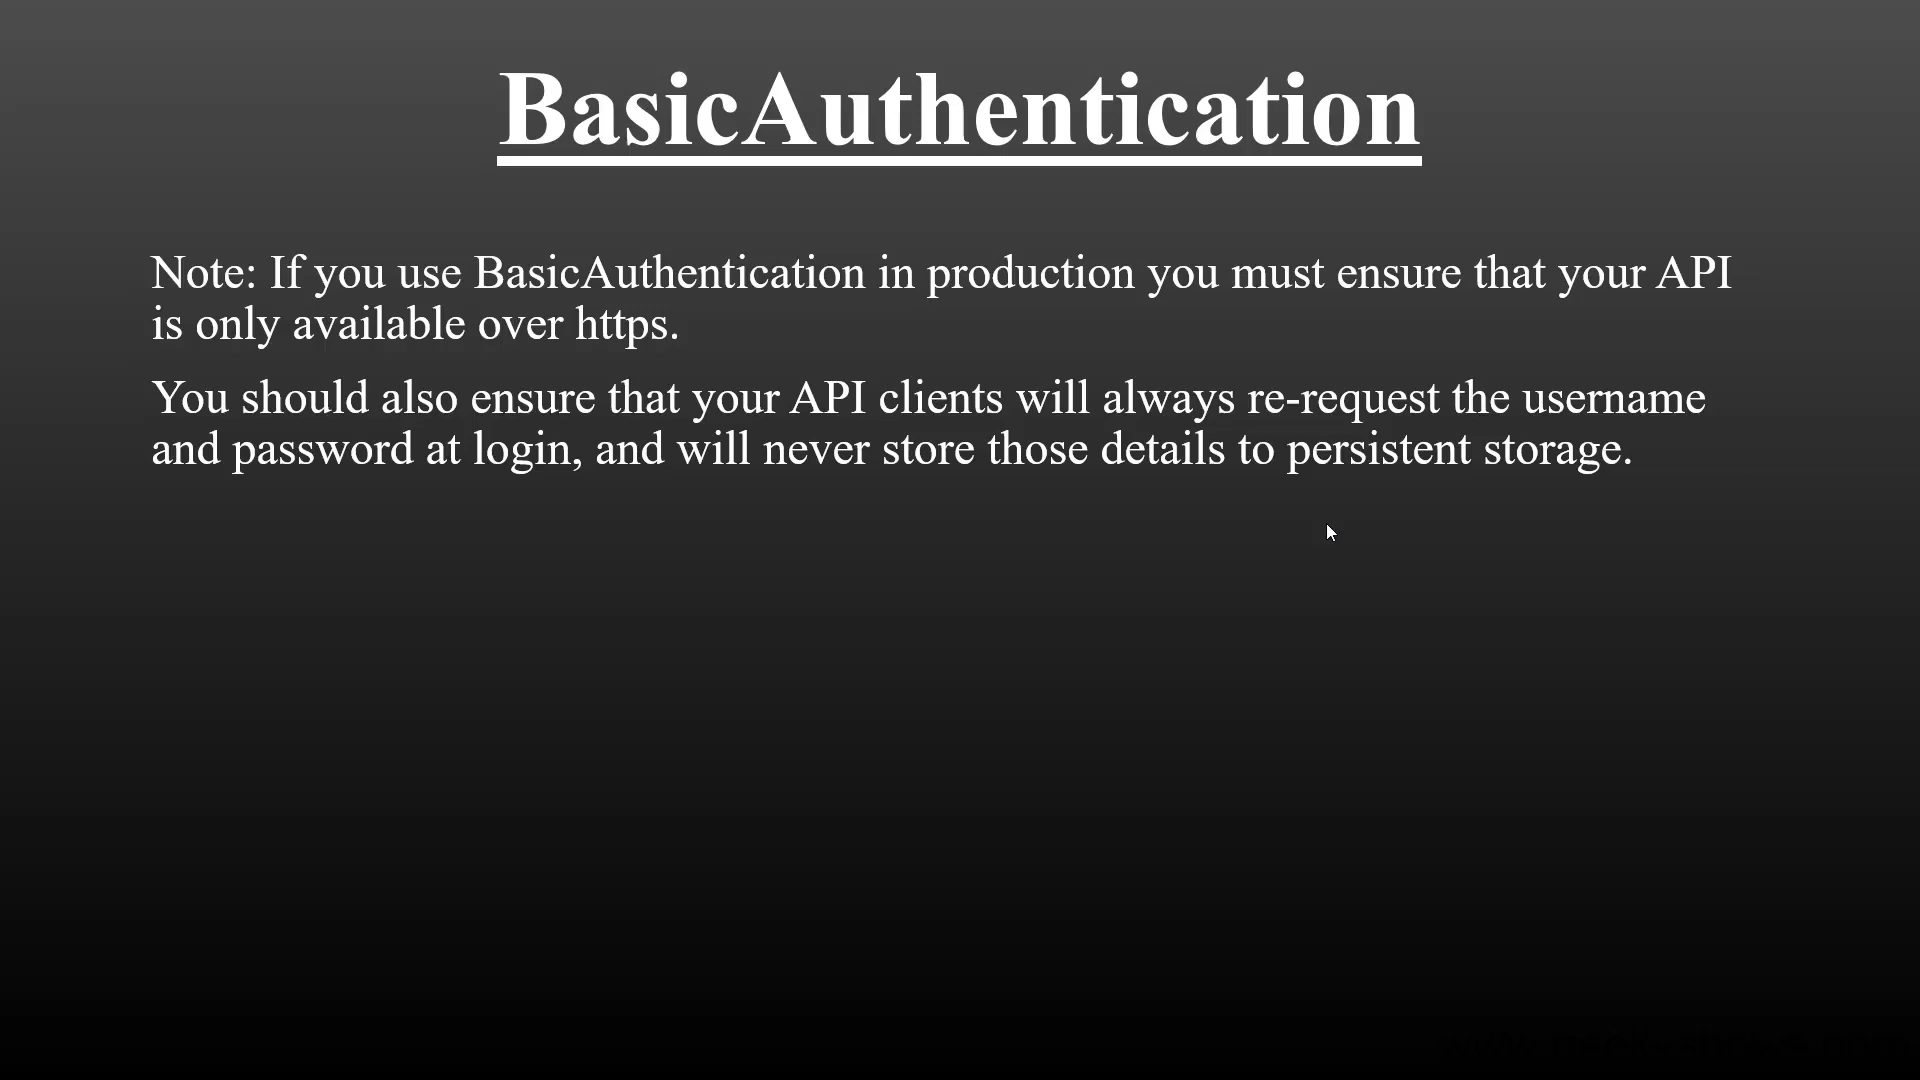 BasicAuthentication
Note: If you use BasicAuthentication in production you must ensure that your API
is only available over https.
You should also ensure that your API clients will always re-request the username
and password at login, and will never store those details to persistent storage.